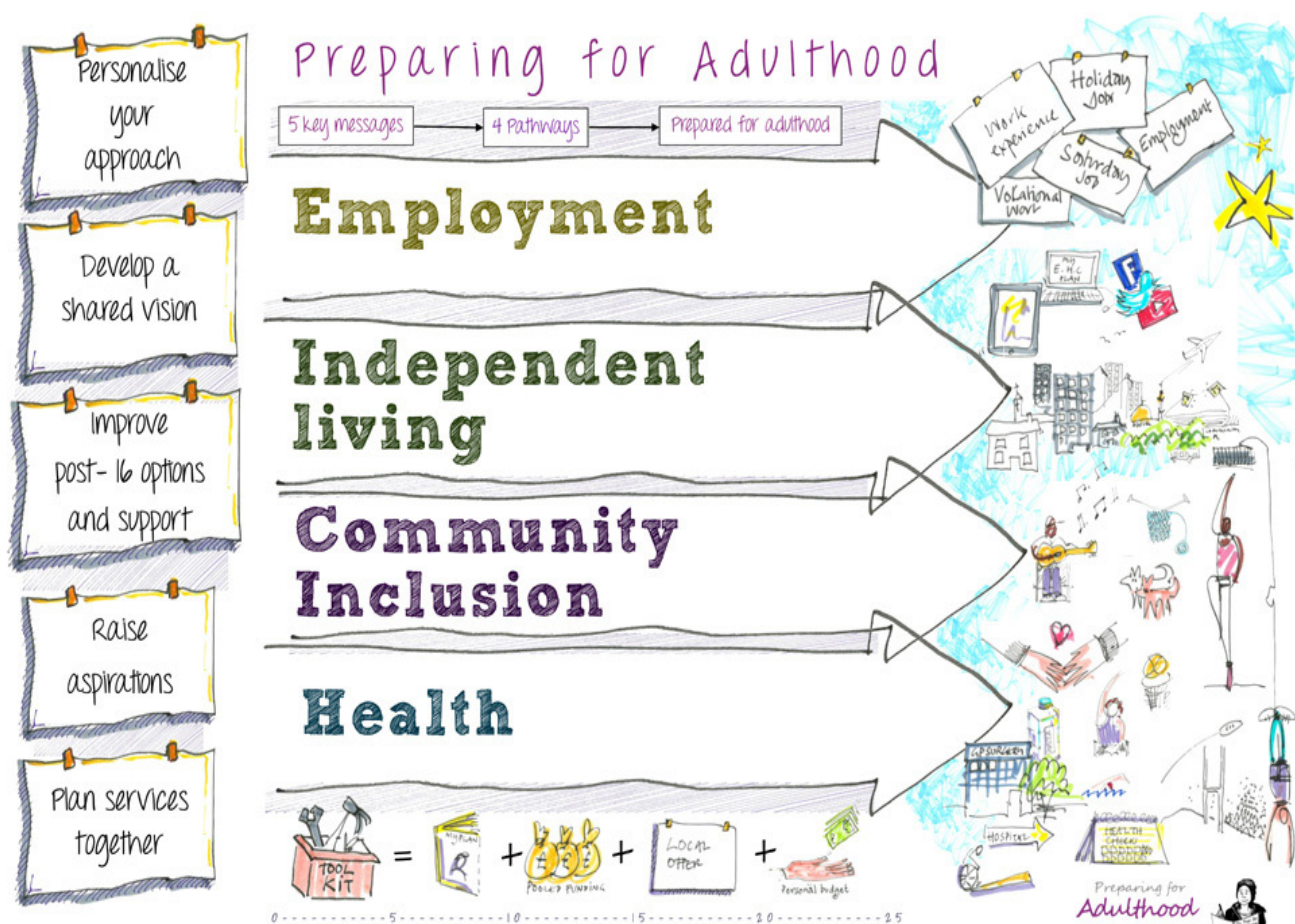 Preparing for Adulthood
5 key messages
4 Pathways
Prepared for adulthood
Personalise
your
approach
Develop a
shared vision
Improve
post-16 options
and support
Raise
aspirations
Plan services
together
Employment
Independent
living
Community
Inclusion
Health
Work
experience
Holiday
Job
Saturday
Job
Employment
Vocational
Work
My
E.H.C
PLAN
F
GP SURGERY
HOSPITAL
HEALTH
CHECK
TOOL
KIT
=
MY PLAN
+
£ £ £
POOLED FUNDING
+
LOCAL
OFFER
+
Personal budget
0 5 10 15 20 25
Preparing for
Adulthood